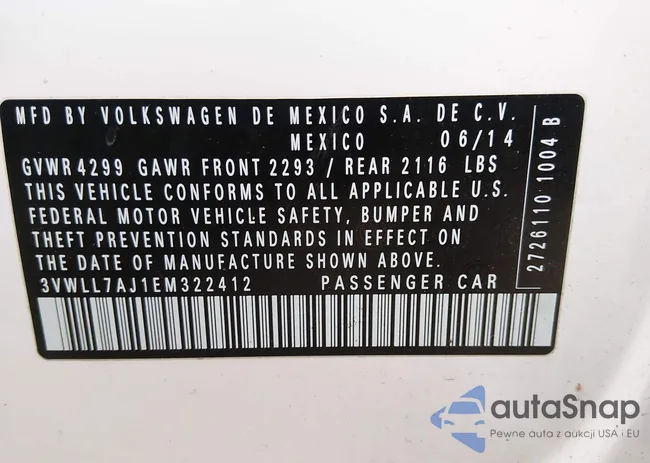 MFD BY VOLKSWAGEN DE MEXICO S.A. DE C.V.
MEXICO 06/14
GVWR 4299 GAWR FRONT 2293 / REAR 2116 LBS
THIS VEHICLE CONFORMS TO ALL APPLICABLE U.S.
FEDERAL MOTOR VEHICLE SAFETY, BUMPER AND
THEFT PREVENTION STANDARDS IN EFFECT ON
THE DATE OF MANUFACTURE SHOWN ABOVE.
3VWLL7AJ1EM322412 PASSENGER CAR
2726110 1004 B
autoSnap
Pewne auta z aukcji USA i EU